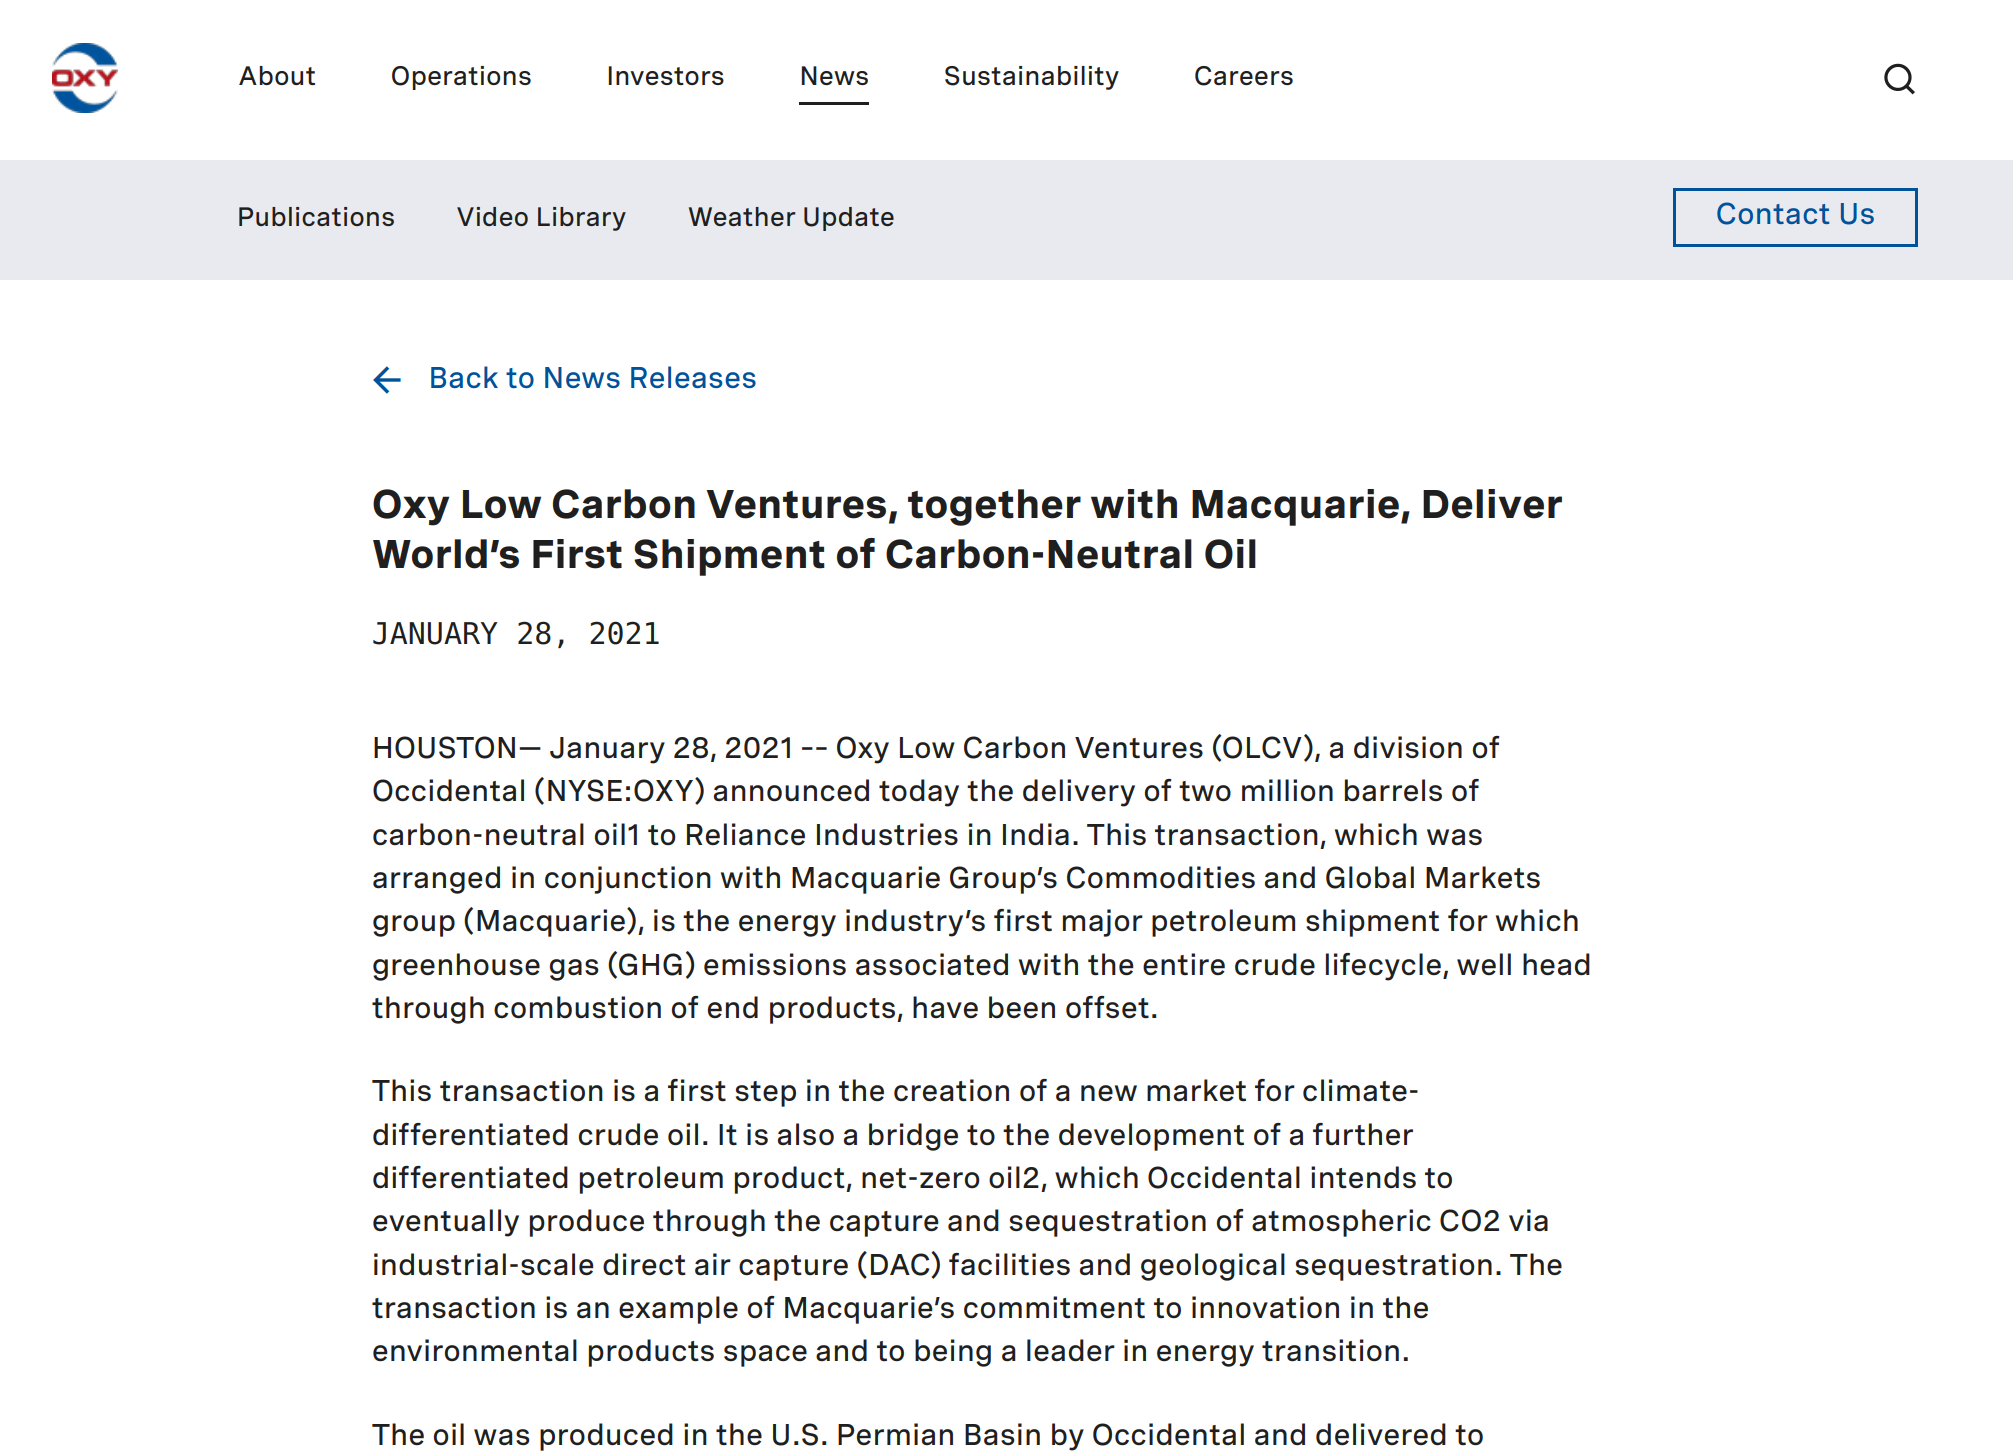 OXY
About
Operations
Investors
News
Sustainability
Careers
Publications
Video Library
Weather Update
Contact Us
Back to News Releases
Oxy Low Carbon Ventures, together with Macquarie, Deliver
World’s First Shipment of Carbon-Neutral Oil
JANUARY 28, 2021
HOUSTON— January 28, 2021 -- Oxy Low Carbon Ventures (OLCV), a division of
Occidental (NYSE:OXY) announced today the delivery of two million barrels of
carbon-neutral oil1 to Reliance Industries in India. This transaction, which was
arranged in conjunction with Macquarie Group’s Commodities and Global Markets
group (Macquarie), is the energy industry’s first major petroleum shipment for which
greenhouse gas (GHG) emissions associated with the entire crude lifecycle, well head
through combustion of end products, have been offset.
This transaction is a first step in the creation of a new market for climate-
differentiated crude oil. It is also a bridge to the development of a further
differentiated petroleum product, net-zero oil2, which Occidental intends to
eventually produce through the capture and sequestration of atmospheric CO2 via
industrial-scale direct air capture (DAC) facilities and geological sequestration. The
transaction is an example of Macquarie’s commitment to innovation in the
environmental products space and to being a leader in energy transition.
The oil was produced in the U.S. Permian Basin by Occidental and delivered to